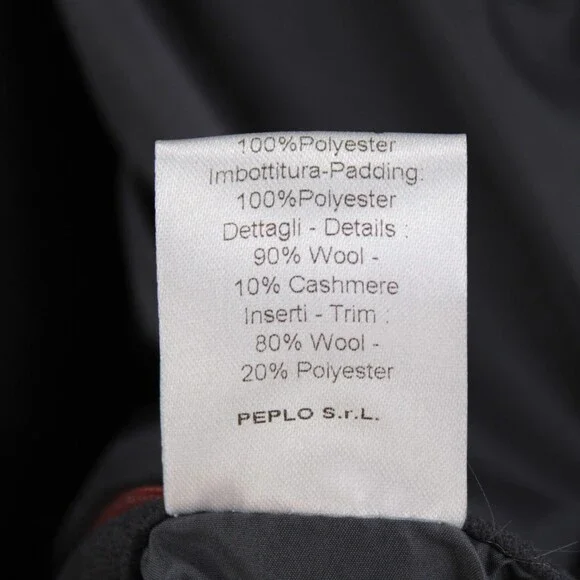 100%Polyester
Imbottitura-Padding:
100%Polyester
Dettagli - Details :
90% Wool -
10% Cashmere
Inserti - Trim :
80% Wool -
20% Polyester
PEPLO S.r.L.